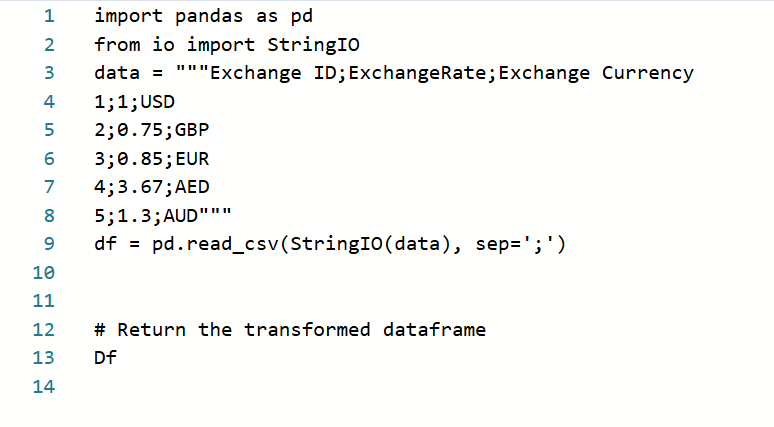 1 import pandas as pd
2 from io import StringIO
3 data = """Exchange ID;ExchangeRate;Exchange Currency
4 1;1;USD
5 2;0.75;GBP
6 3;0.85;EUR
7 4;3.67;AED
8 5;1.3;AUD"""
9 df = pd.read_csv(StringIO(data), sep=';')
10
11
12 # Return the transformed dataframe
13 Df
14